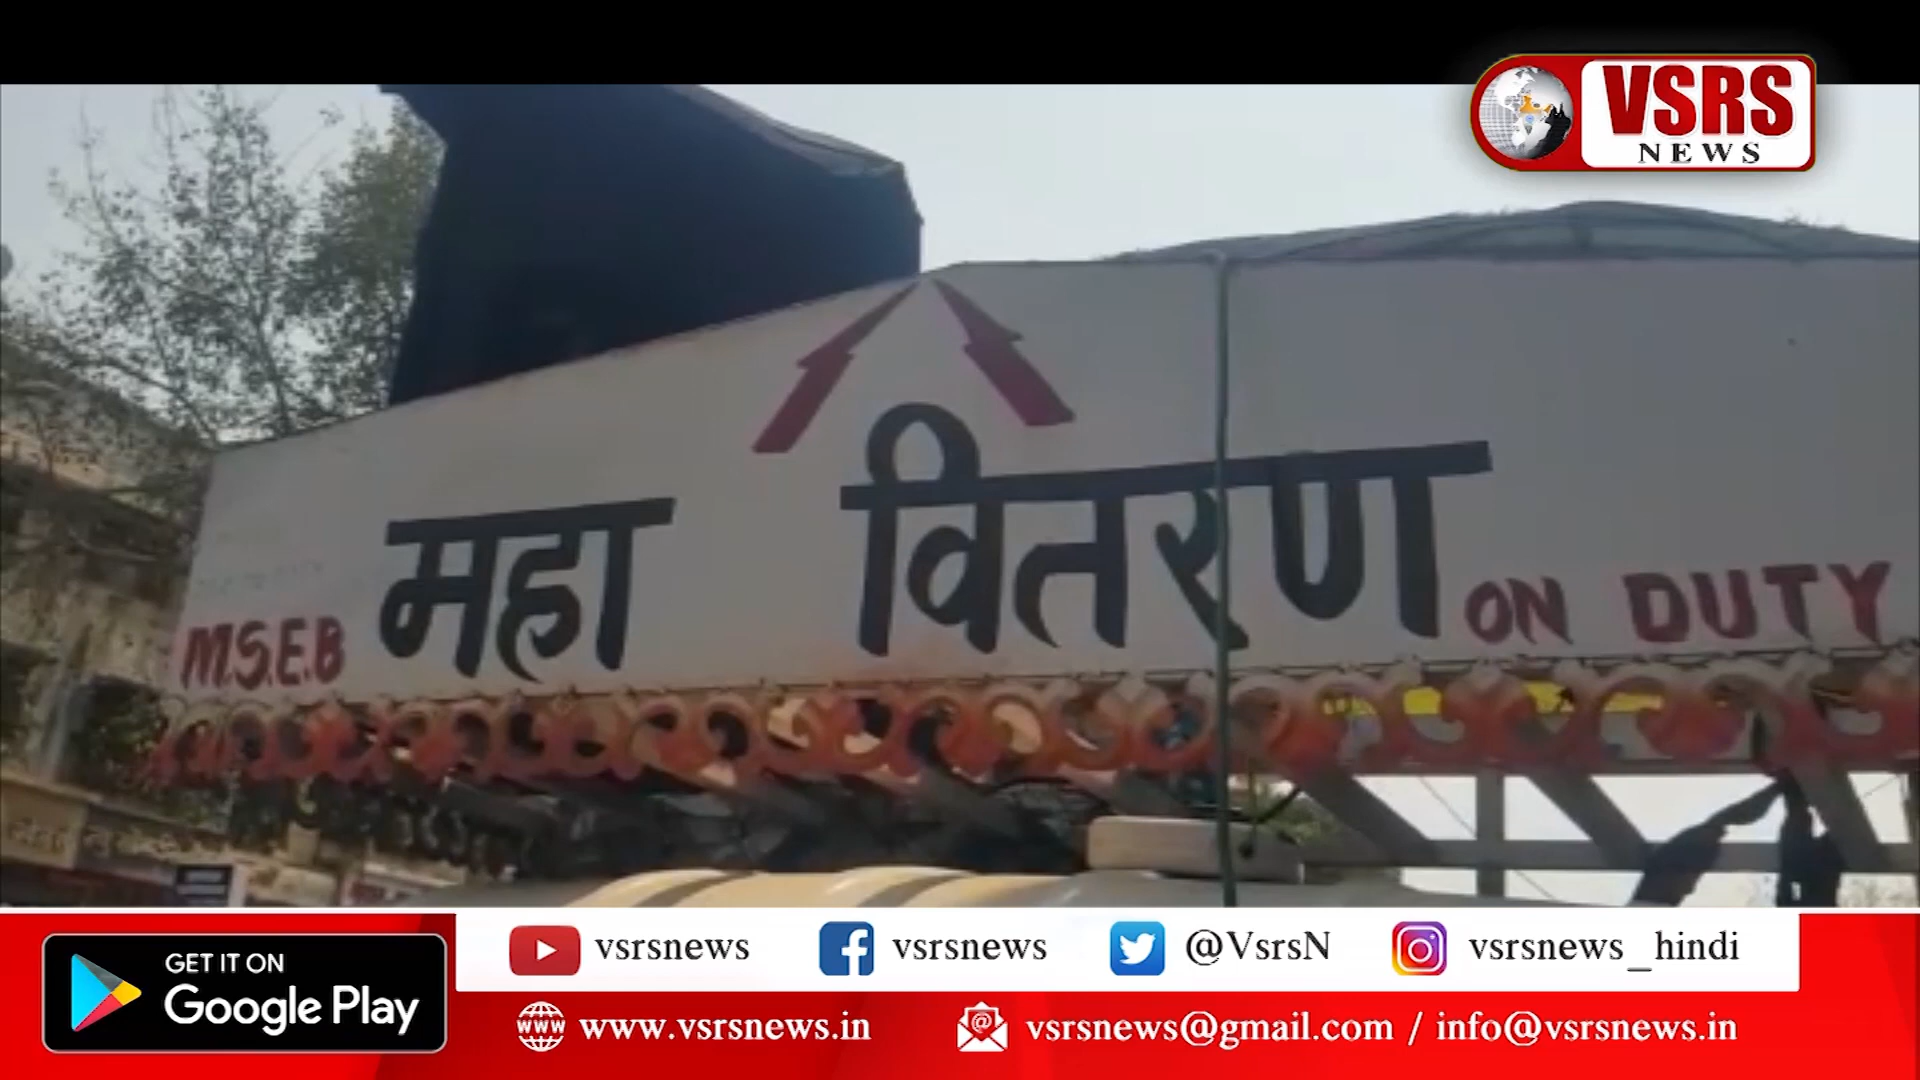 VSRS
NEWS
M.S.E.B महा वितरण ON DUTY
GET IT ON
Google Play
vsrsnews vsrsnews @VsrsN vsrsnews_hindi
www.vsrsnews.in vsrsnews@gmail.com / info@vsrsnews.in